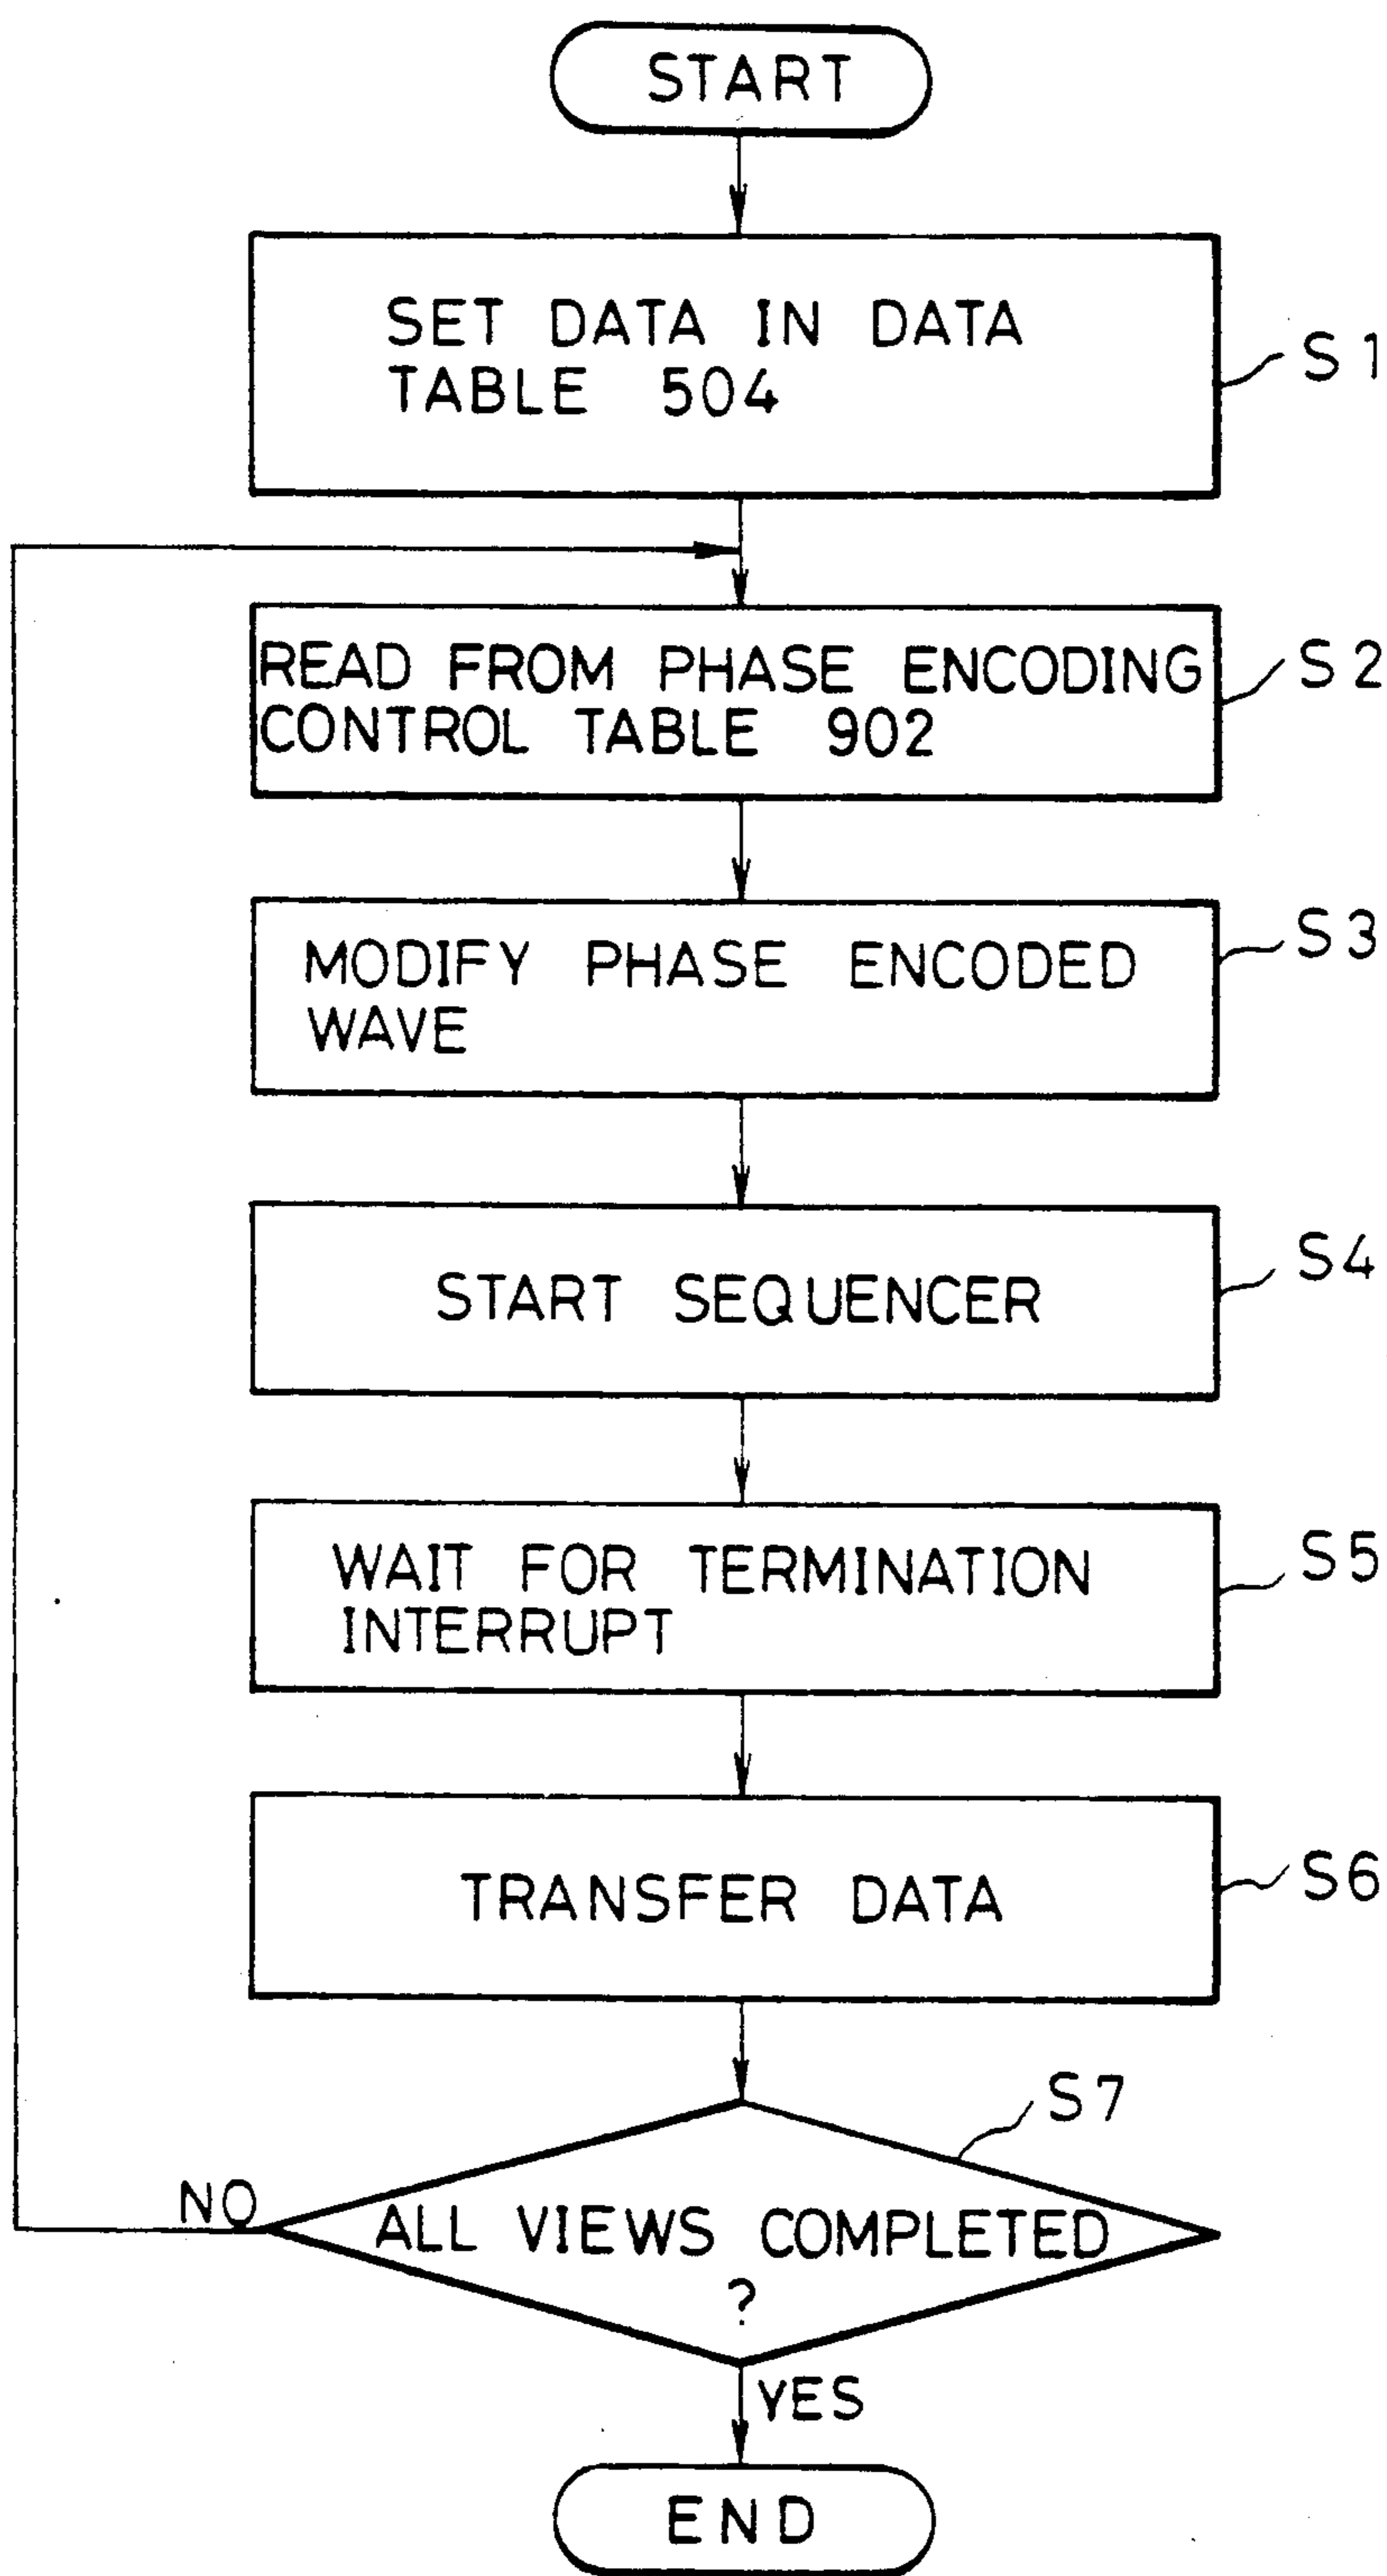 START
SET DATA IN DATA
TABLE 504
S1
READ FROM PHASE ENCODING
CONTROL TABLE 902
S2
MODIFY PHASE ENCODED
WAVE
S3
START SEQUENCER
S4
WAIT FOR TERMINATION
INTERRUPT
S5
TRANSFER DATA
S6
S7
NO
ALL VIEWS COMPLETED
?
YES
END